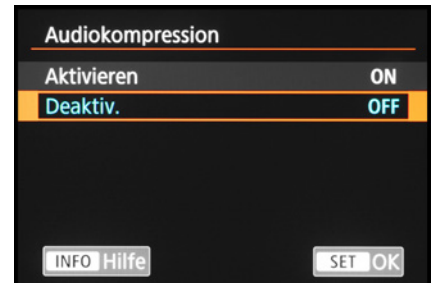 Audiokompression
Aktivieren ON
Deaktiv. OFF
INFO Hilfe SET OK